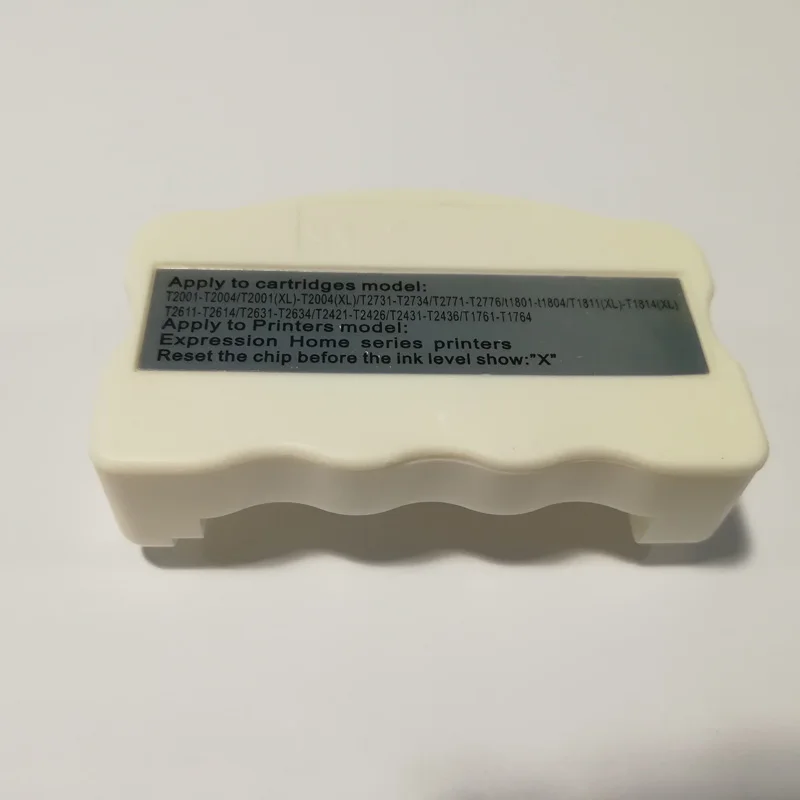 Apply to cartridges model:
T2001-T2004/T2001(XL)-T2004(XL)/T2731-T2734/T2771-T2776/t1801-t1804/T1811(XL)-T1814(XL)
T2611-T2614/T2631-T2634/T2421-T2426/T2431-T2436/T1761-T1764
Apply to Printers model:
Expression Home series printers
Reset the chip before the ink level show:"X"